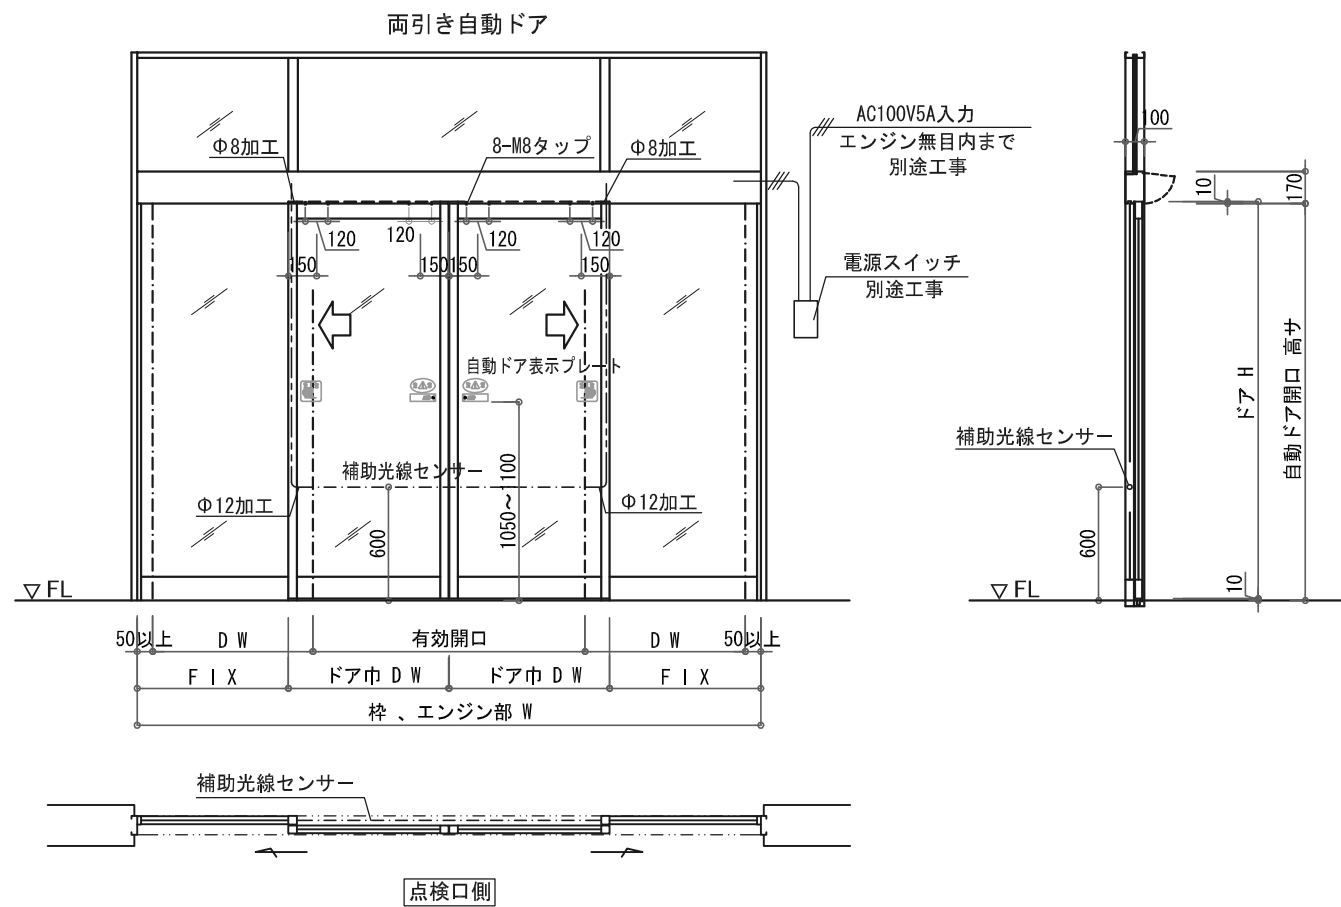 両引き自動ドア
AC100V5A入力
エンジン無目内まで
別途工事
Φ8加工
8-M8タップ
Φ8加工
100
10
170
120
120
120
120
150
150
150
150
電源スイッチ
別途工事
自動ドア表示プレート
ドア H
自動ドア開口 高サ
補助光線センサー
補助光線センサー
Φ12加工
Φ12加工
600
1050~1100
600
10
▽ FL
▽ FL
50以上
D W
有効開口
D W
50以上
F I X
ドア巾 D W
ドア巾 D W
F I X
枠 、エンジン部 W
補助光線センサー
点検口側